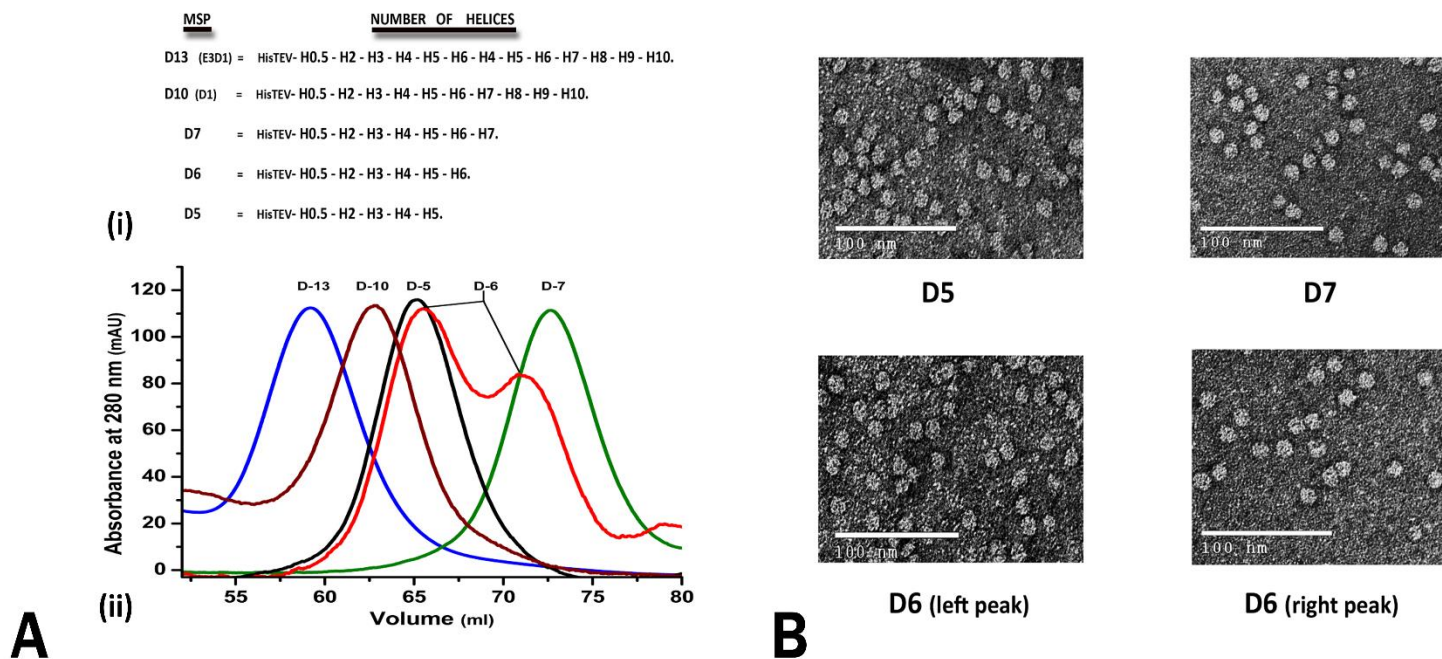 MSP NUMBER OF HELICES
D13 (E3D1) = HisTEV- H0.5 - H2 - H3 - H4 - H5 - H6 - H4 - H5 - H6 - H7 - H8 - H9 - H10.
D10 (D1) = HisTEV- H0.5 - H2 - H3 - H4 - H5 - H6 - H7 - H8 - H9 - H10.
D7 = HisTEV- H0.5 - H2 - H3 - H4 - H5 - H6 - H7.
D6 = HisTEV- H0.5 - H2 - H3 - H4 - H5 - H6.
D5 = HisTEV- H0.5 - H2 - H3 - H4 - H5.
(i)
D-13 D-10 D-5 D-6 D-7
Absorbance at 280 nm (mAU)
120
100
80
60
40
20
0
55 60 65 70 75 80
Volume (ml)
(ii)
A
100 nm
D5
100 nm
D7
100 nm
D6 (left peak)
100 nm
D6 (right peak)
B